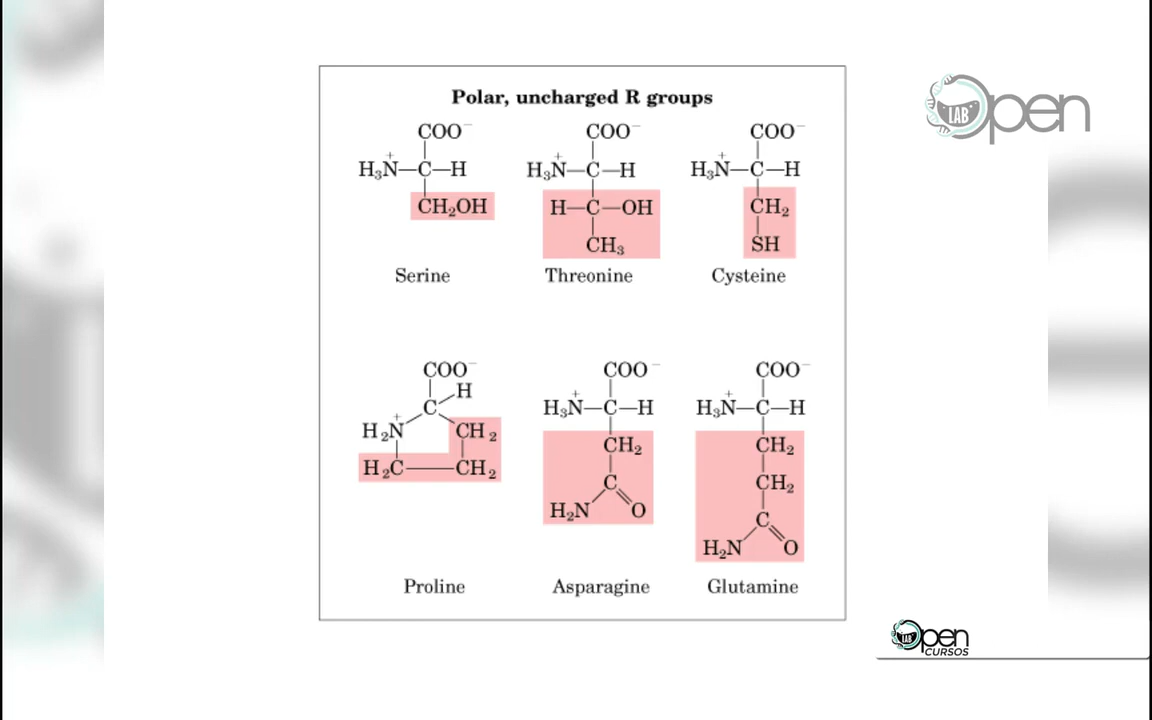 Polar, uncharged R groups
COO⁻ COO⁻ COO⁻
H₃N⁺—C—H H₃N⁺—C—H H₃N⁺—C—H
CH₂OH H—C—OH CH₂
CH₃ SH
Serine Threonine Cysteine
COO⁻ COO⁻ COO⁻
H
C H₃N⁺—C—H H₃N⁺—C—H
H₂N⁺ CH₂ CH₂ CH₂
H₂C—CH₂ C CH₂
H₂N O C
H₂N O
Proline Asparagine Glutamine
Open
LAB
Open
LAB
CURSOS